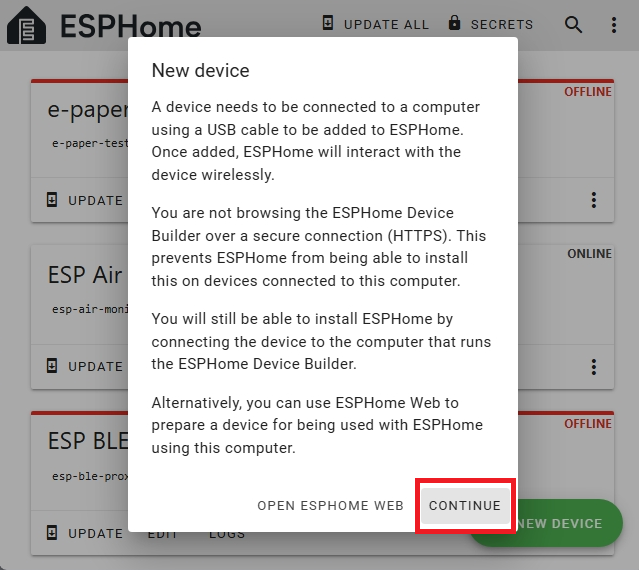 ESPHome
UPDATE ALL
SECRETS
New device
A device needs to be connected to a computer
using a USB cable to be added to ESPHome.
Once added, ESPHome will interact with the
device wirelessly.
You are not browsing the ESPHome Device
Builder over a secure connection (HTTPS). This
prevents ESPHome from being able to install
this on devices connected to this computer.
You will still be able to install ESPHome by
connecting the device to the computer that runs
the ESPHome Device Builder.
Alternatively, you can use ESPHome Web to
prepare a device for being used with ESPHome
using this computer.
OPEN ESPHOME WEB
CONTINUE
OFFLINE
e-paper
e-paper-test
UPDATE
ONLINE
ESP Air
esp-air-moni
UPDATE
OFFLINE
ESP BLE
esp-ble-prox
UPDATE
EDIT
LOGS
NEW DEVICE